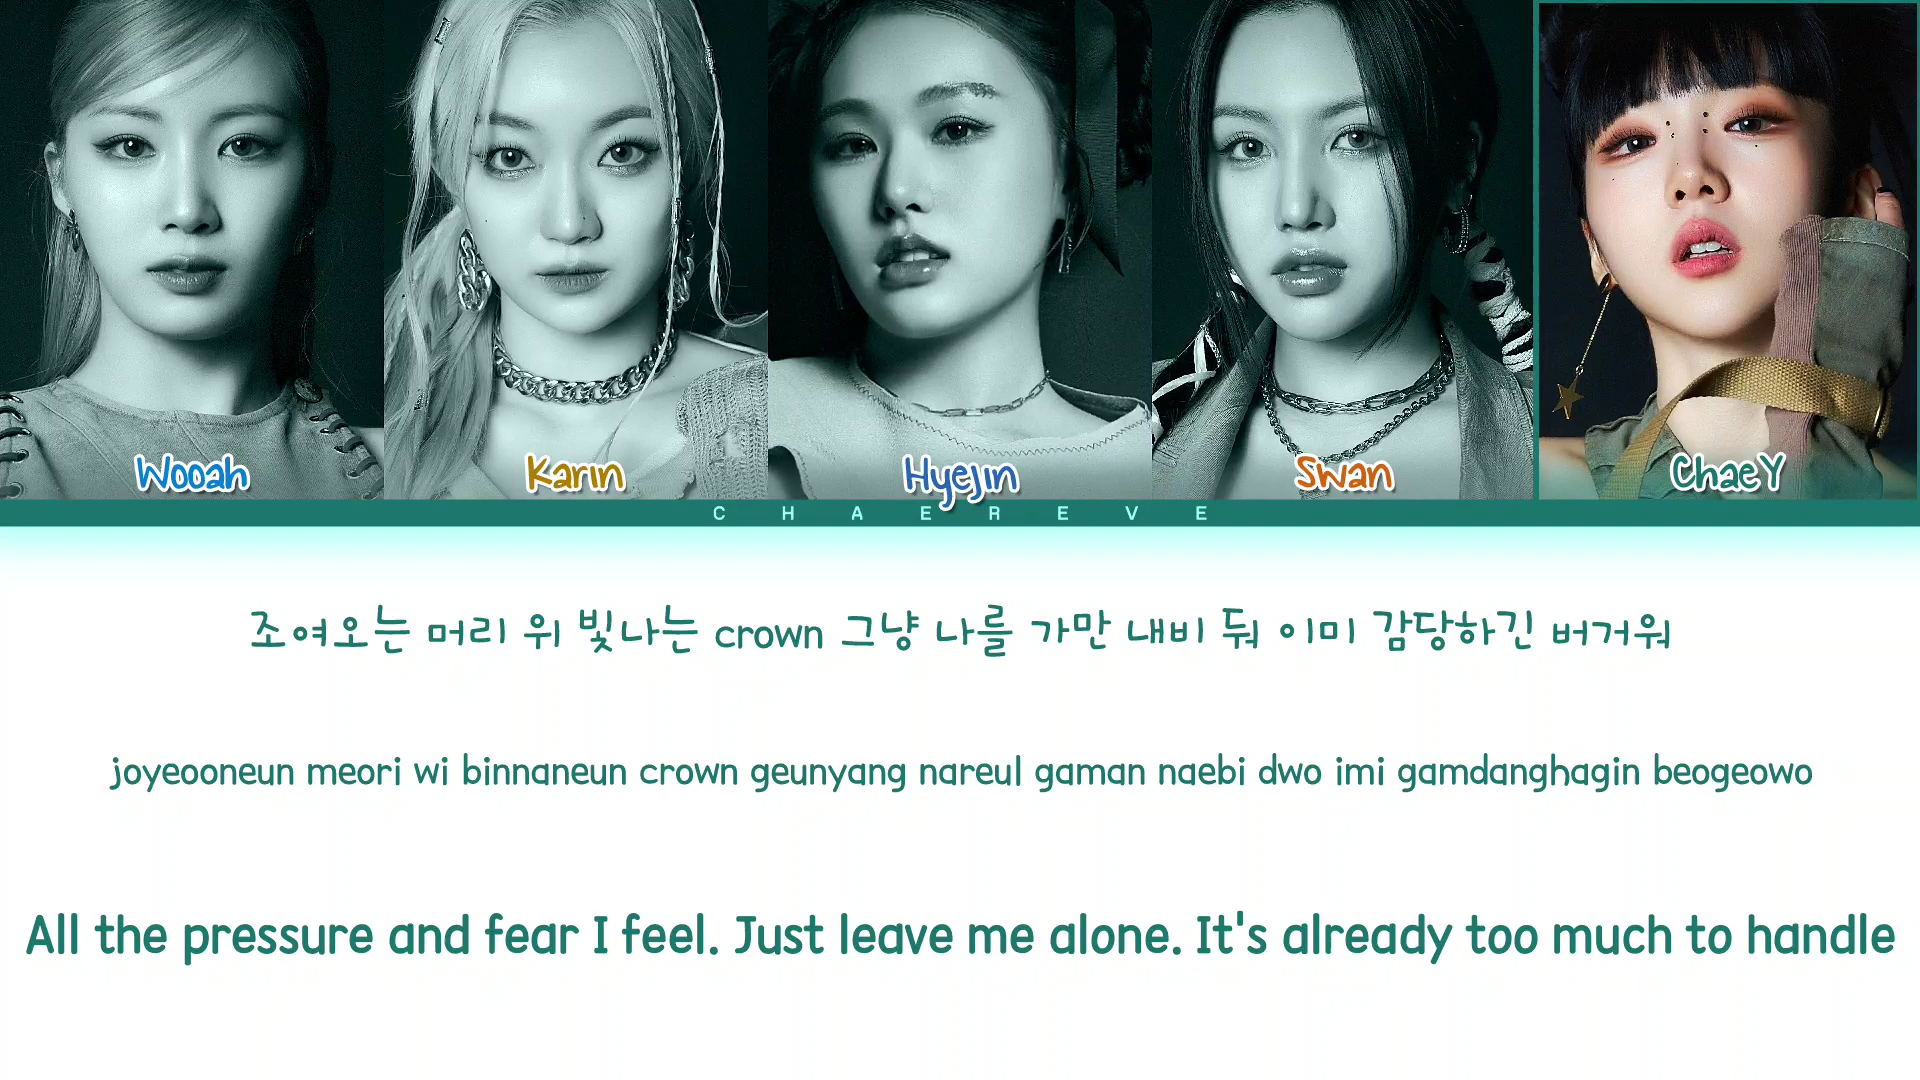 Wooah Karin Hyejin Swan ChaeY
CHAEREVE
조여오는 머리 위 빛나는 crown 그냥 나를 가만 내비 둬 이미 감당하긴 버거워
joyeooneun meori wi binnaneun crown geunyang nareul gaman naebi dwo imi gamdanghagin beogeowo
All the pressure and fear I feel. Just leave me alone. It's already too much to handle